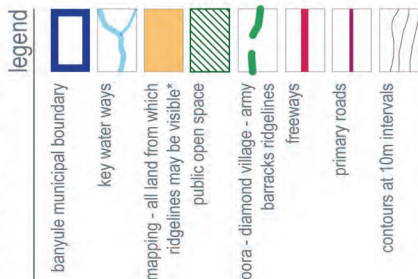 legend
banyule municipal boundary
key water ways
mapping - all land from which
ridgelines may be visible*
public open space
oora - diamond village - army
barracks ridgelines
freeways
primary roads
contours at 10m intervals